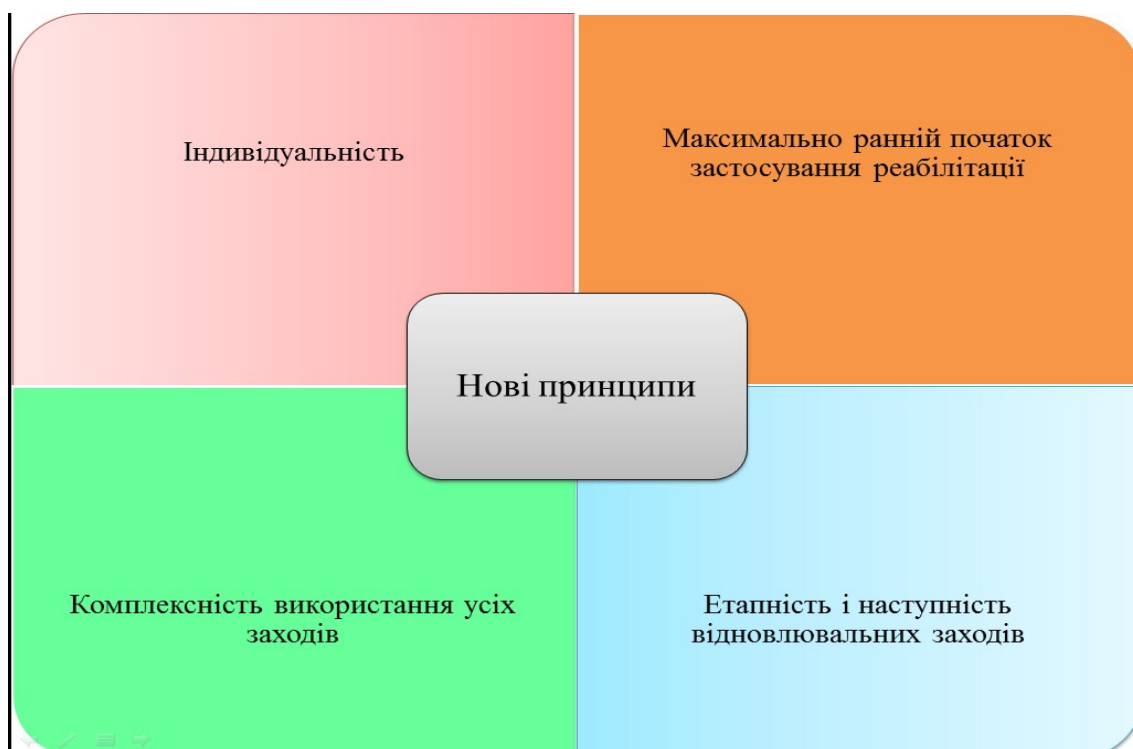 Індивідуальність
Максимально ранній початок
застосування реабілітації
Нові принципи
Комплексність використання усіх
заходів
Етапність і наступність
відновлювальних заходів